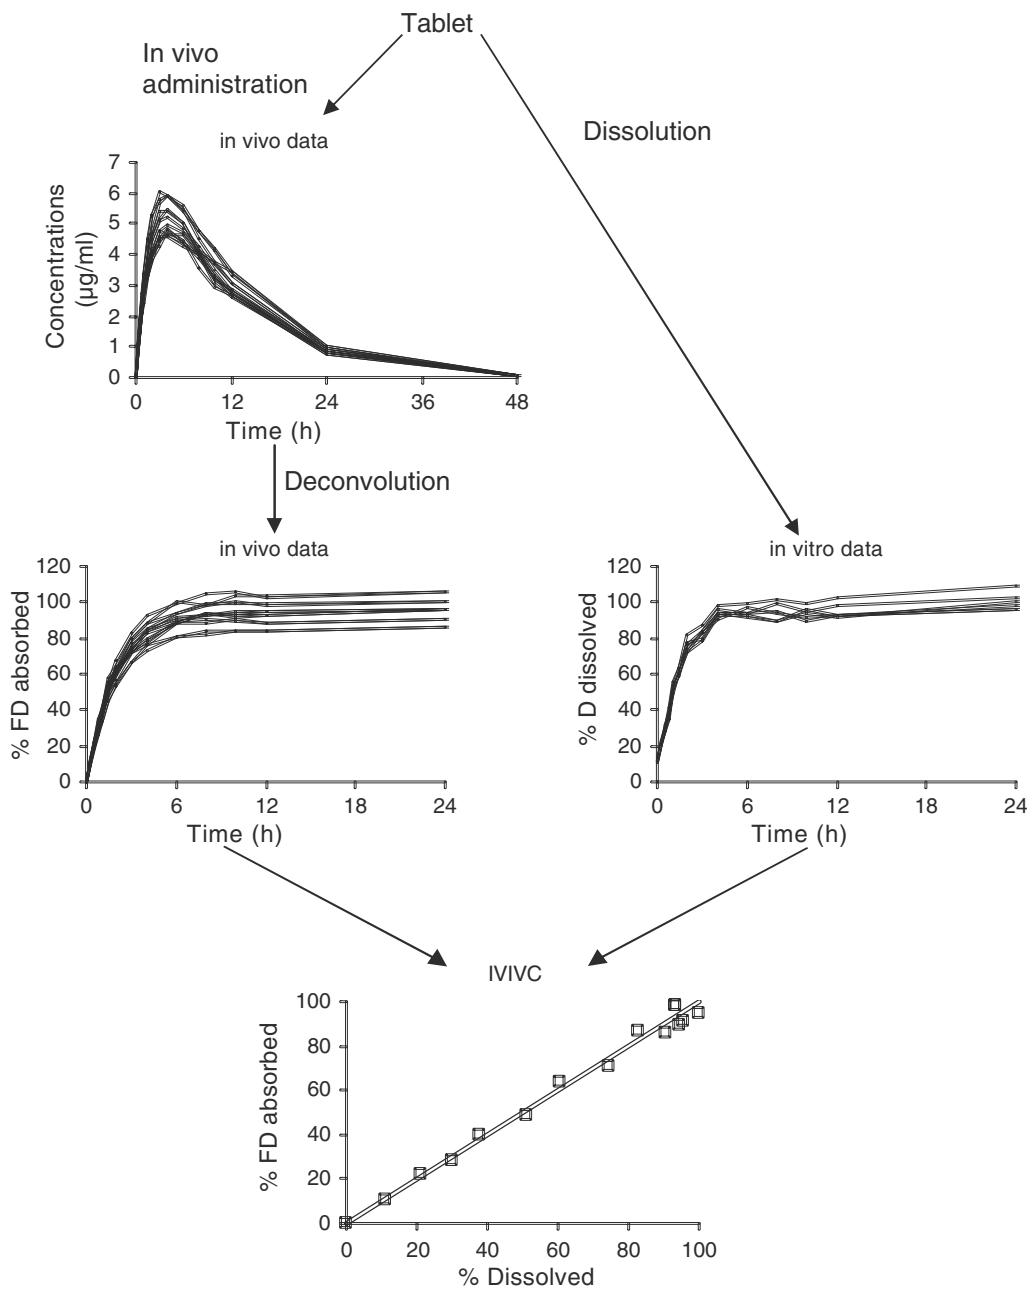 Tablet
In vivo
administration
Dissolution
in vivo data
7
6
5
4
3
2
1
0
Concentrations
(µg/ml)
0 12 24 36 48
Time (h)
Deconvolution
in vivo data
120
100
80
60
40
20
0
% FD absorbed
0 6 12 18 24
Time (h)
in vitro data
120
100
80
60
40
20
0
% D dissolved
0 6 12 18 24
Time (h)
IVIVC
100
80
60
40
20
0
% FD absorbed
0 20 40 60 80 100
% Dissolved